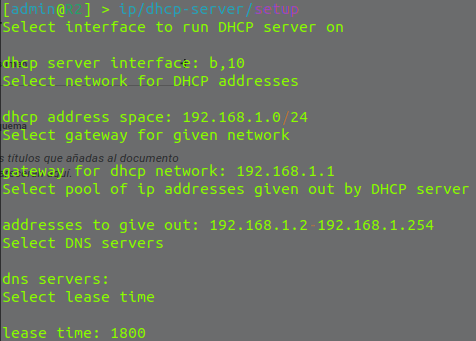 [admin@R2] > ip/dhcp-server/setup
Select interface to run DHCP server on
dhcp server interface: b,10
Select network for DHCP addresses
dhcp address space: 192.168.1.0/24
Select gateway for given network
s títulos que añadas al documento
gateway for dhcp network: 192.168.1.1
Select pool of ip addresses given out by DHCP server
addresses to give out: 192.168.1.2-192.168.1.254
Select DNS servers
dns servers:
Select lease time
lease time: 1800